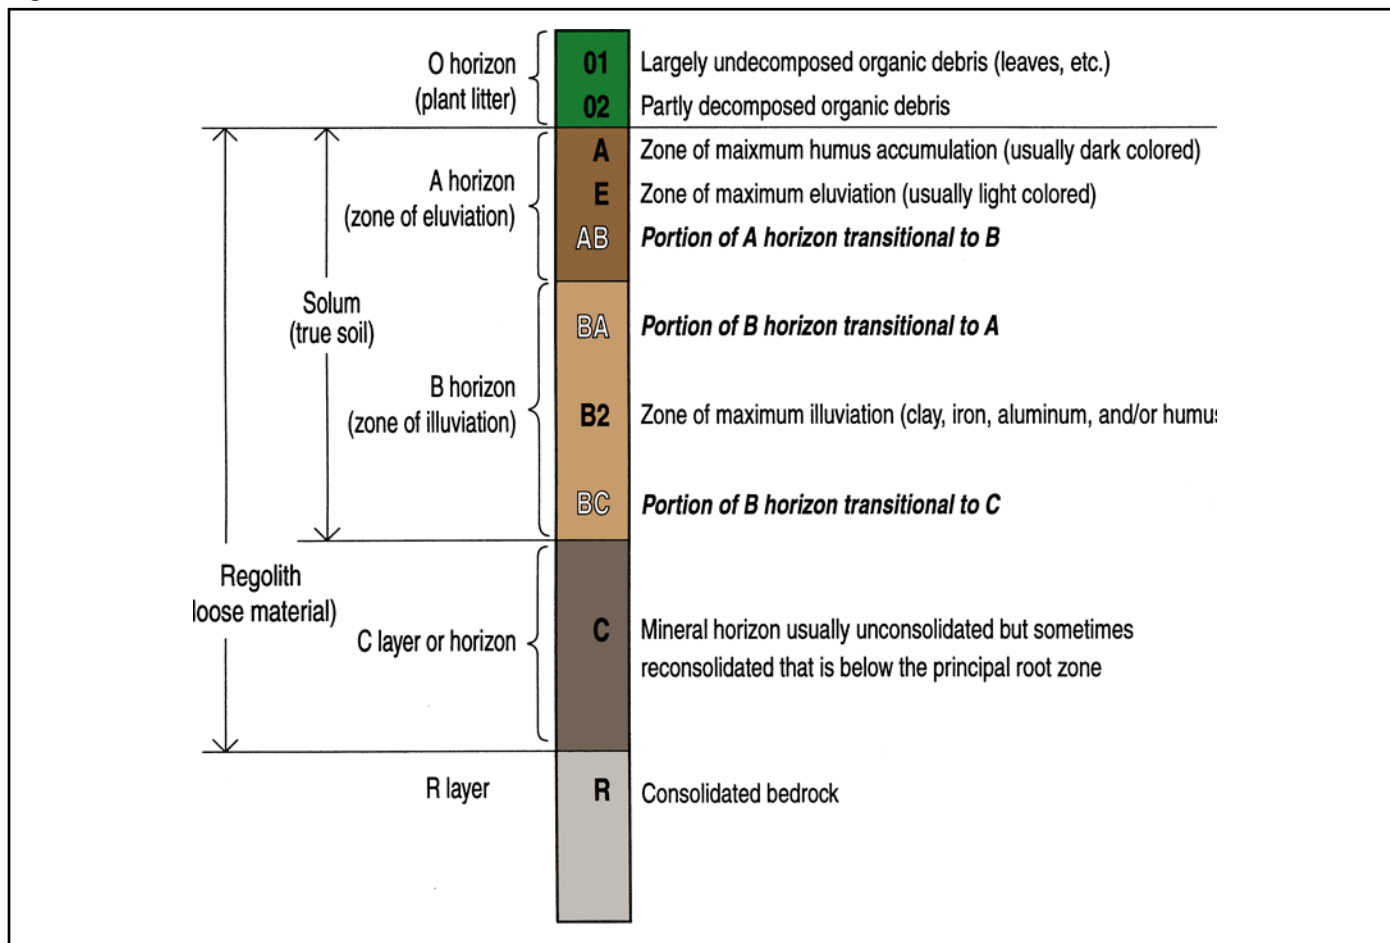 O horizon
(plant litter)
01 Largely undecomposed organic debris (leaves, etc.)
02 Partly decomposed organic debris
A Zone of maixmum humus accumulation (usually dark colored)
A horizon
(zone of eluviation)
E Zone of maximum eluviation (usually light colored)
AB Portion of A horizon transitional to B
Solum
(true soil)
BA Portion of B horizon transitional to A
B horizon
(zone of illuviation)
B2 Zone of maximum illuviation (clay, iron, aluminum, and/or humus
BC Portion of B horizon transitional to C
Regolith
loose material)
C layer or horizon
C Mineral horizon usually unconsolidated but sometimes
reconsolidated that is below the principal root zone
R layer
R Consolidated bedrock